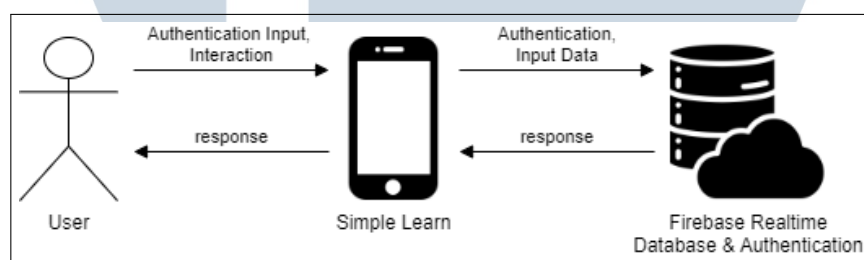 Authentication Input,
Interaction
Authentication,
Input Data
response
response
User
Simple Learn
Firebase Realtime
Database & Authentication